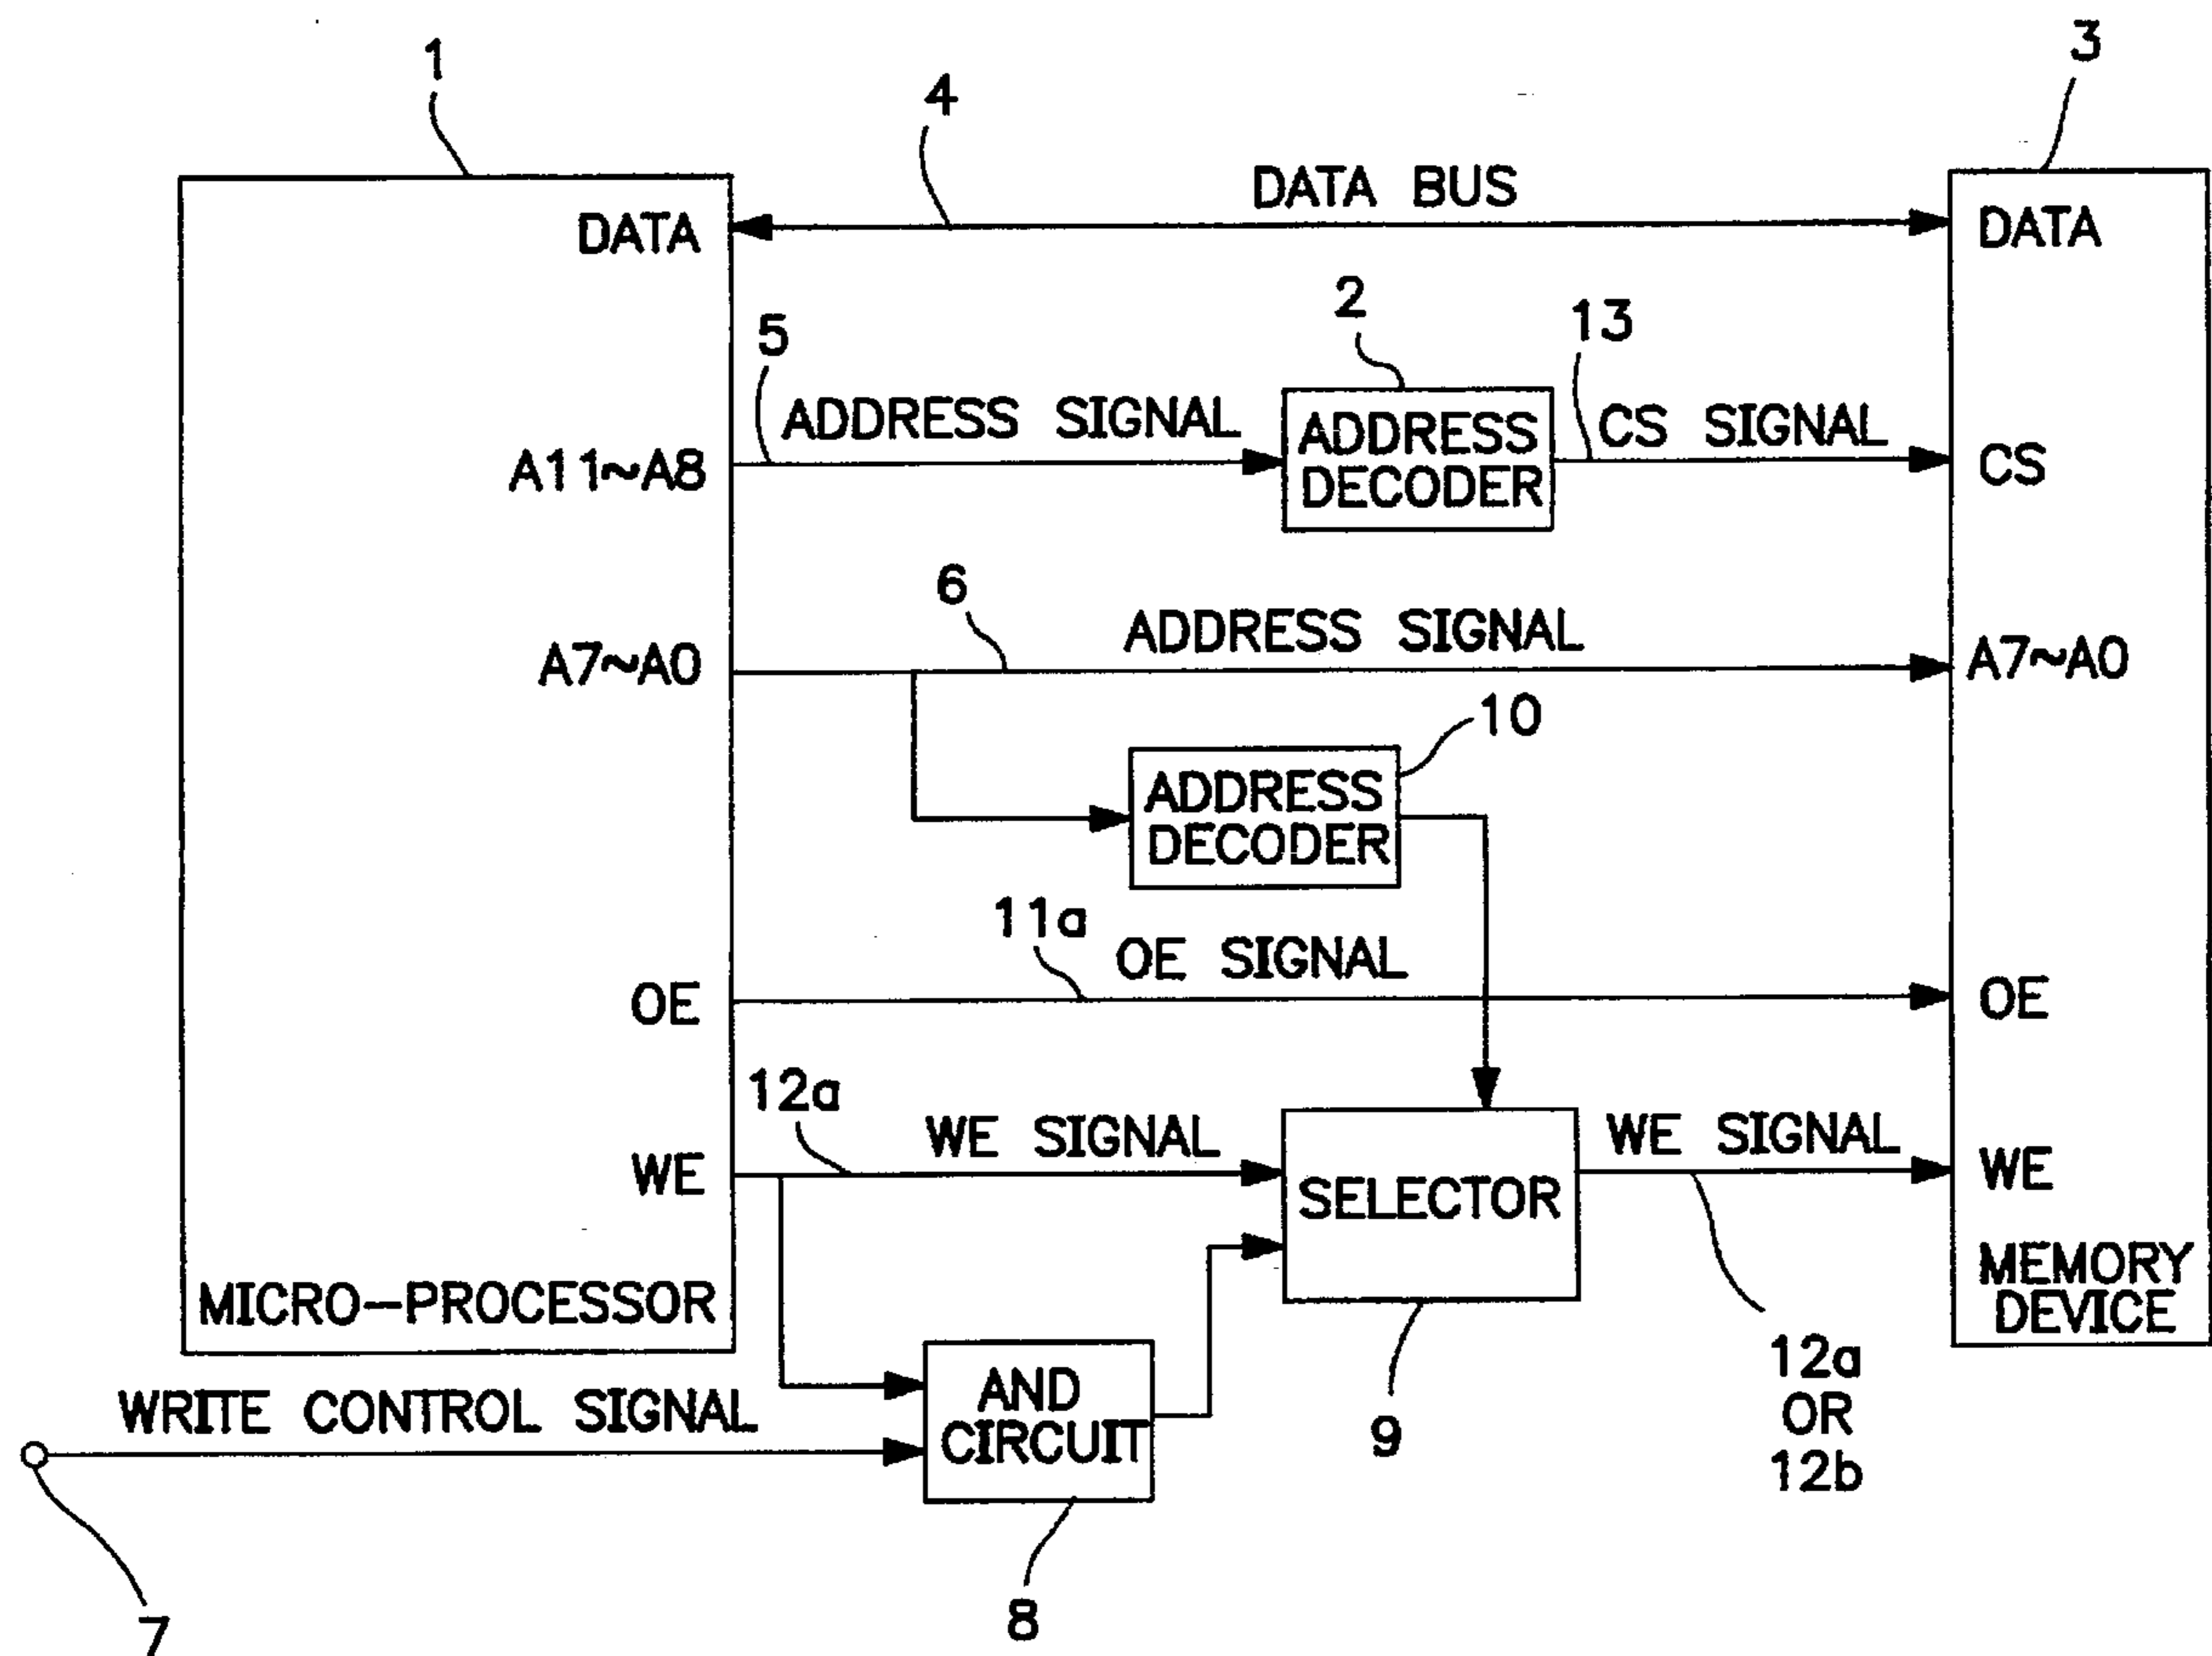 1
3
4
DATA BUS
DATA
DATA
2
13
5
ADDRESS SIGNAL
ADDRESS
DECODER
CS SIGNAL
A11~A8
CS
6
ADDRESS SIGNAL
A7~A0
A7~A0
10
ADDRESS
DECODER
11a
OE SIGNAL
OE
OE
12a
WE SIGNAL
WE SIGNAL
WE
SELECTOR
WE
MICRO-PROCESSOR
MEMORY
DEVICE
12a
OR
12b
WRITE CONTROL SIGNAL
AND
CIRCUIT
9
7
8